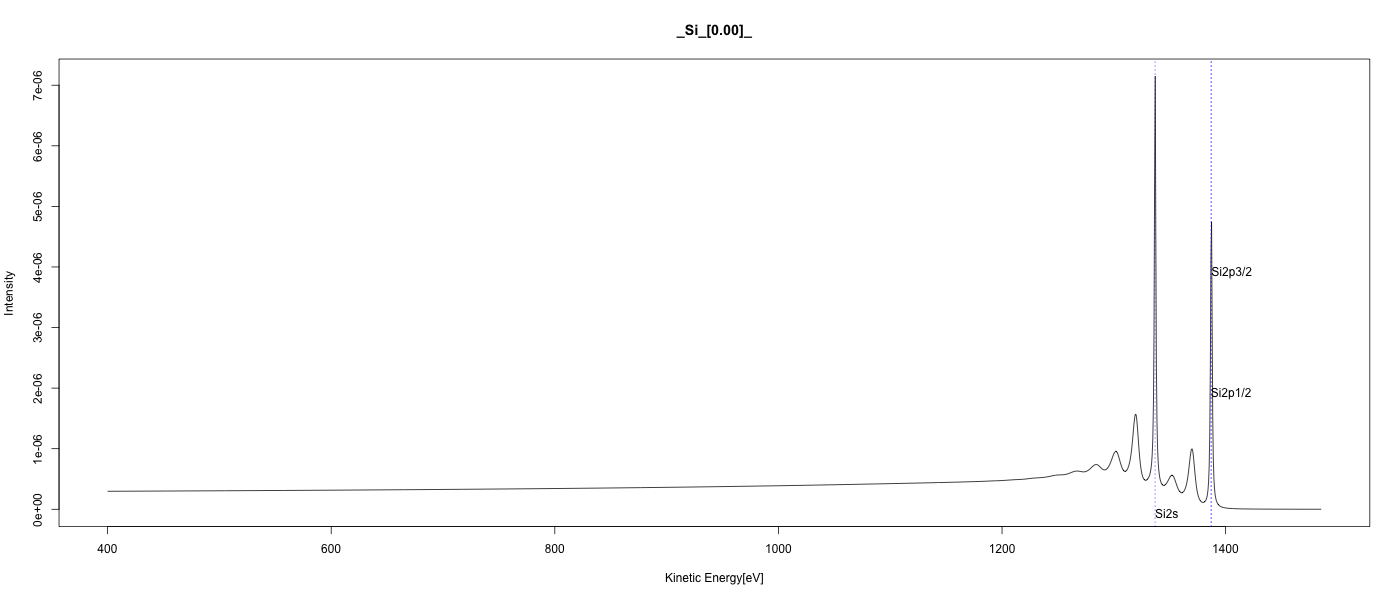 _Si_[0.00]_
7e-06
6e-06
5e-06
4e-06
3e-06
2e-06
1e-06
0e+00
Intensity
Si2p3/2
Si2p1/2
Si2s
400 600 800 1000 1200 1400
Kinetic Energy[eV]